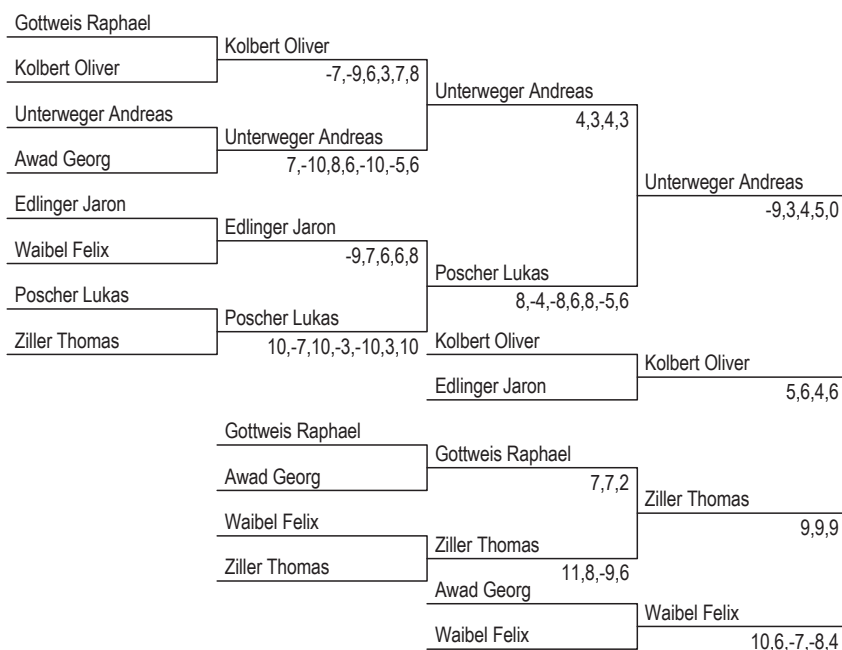 Gottweis Raphael
Kolbert Oliver
Kolbert Oliver
-7,-9,6,3,7,8
Unterweger Andreas
4,3,4,3
Unterweger Andreas
Unterweger Andreas
7,-10,8,6,-10,-5,6
Awad Georg
Unterweger Andreas
-9,3,4,5,0
Edlinger Jaron
Edlinger Jaron
-9,7,6,6,8
Waibel Felix
Poscher Lukas
8,-4,-8,6,8,-5,6
Poscher Lukas
Poscher Lukas
10,-7,10,-3,-10,3,10
Ziller Thomas
Kolbert Oliver
Kolbert Oliver
5,6,4,6
Edlinger Jaron
Gottweis Raphael
Gottweis Raphael
7,7,2
Awad Georg
Ziller Thomas
9,9,9
Waibel Felix
Ziller Thomas
11,8,-9,6
Ziller Thomas
Awad Georg
Waibel Felix
10,6,-7,-8,4
Waibel Felix